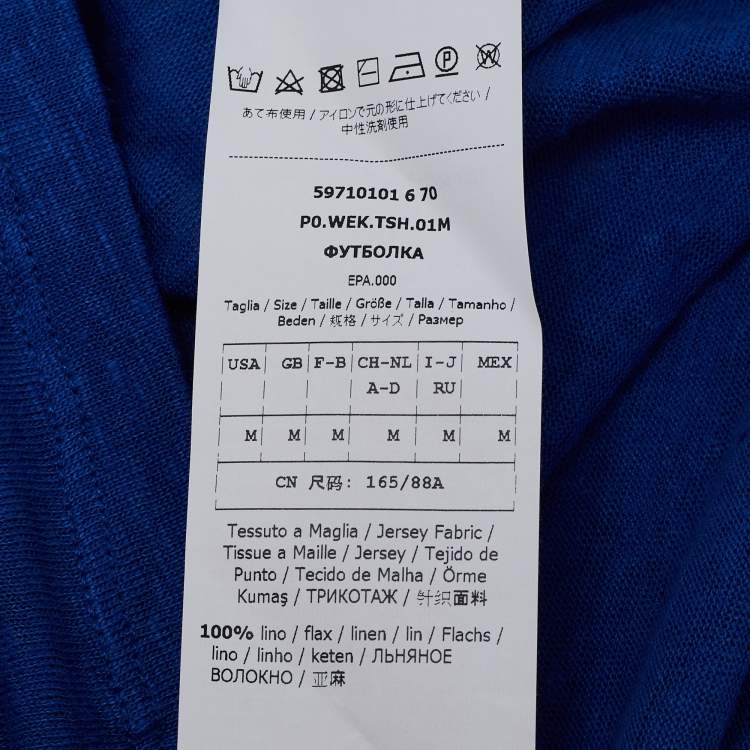 あて布使用 / アイロンで元の形に仕上げてください /
中性洗剤使用
59710101 6 70
P0.WEK.TSH.01M
ФУТБОЛКА
EPA.000
Taglia / Size / Taille / Größe / Talla / Tamanho /
Beden / 规格 / サイズ / Размер
USA GB F-B CH-NL I-J MEX
A-D RU
M M M M M M
CN 尺码: 165/88A
Tessuto a Maglia / Jersey Fabric /
Tissue a Maille / Jersey / Tejido de
Punto / Tecido de Malha / Örme
Kumaş / ТРИКОТАЖ / 针织面料
100% lino / flax / linen / lin / Flachs /
lino / linho / keten / ЛЬНЯНОЕ
ВОЛОКНО / 亚麻